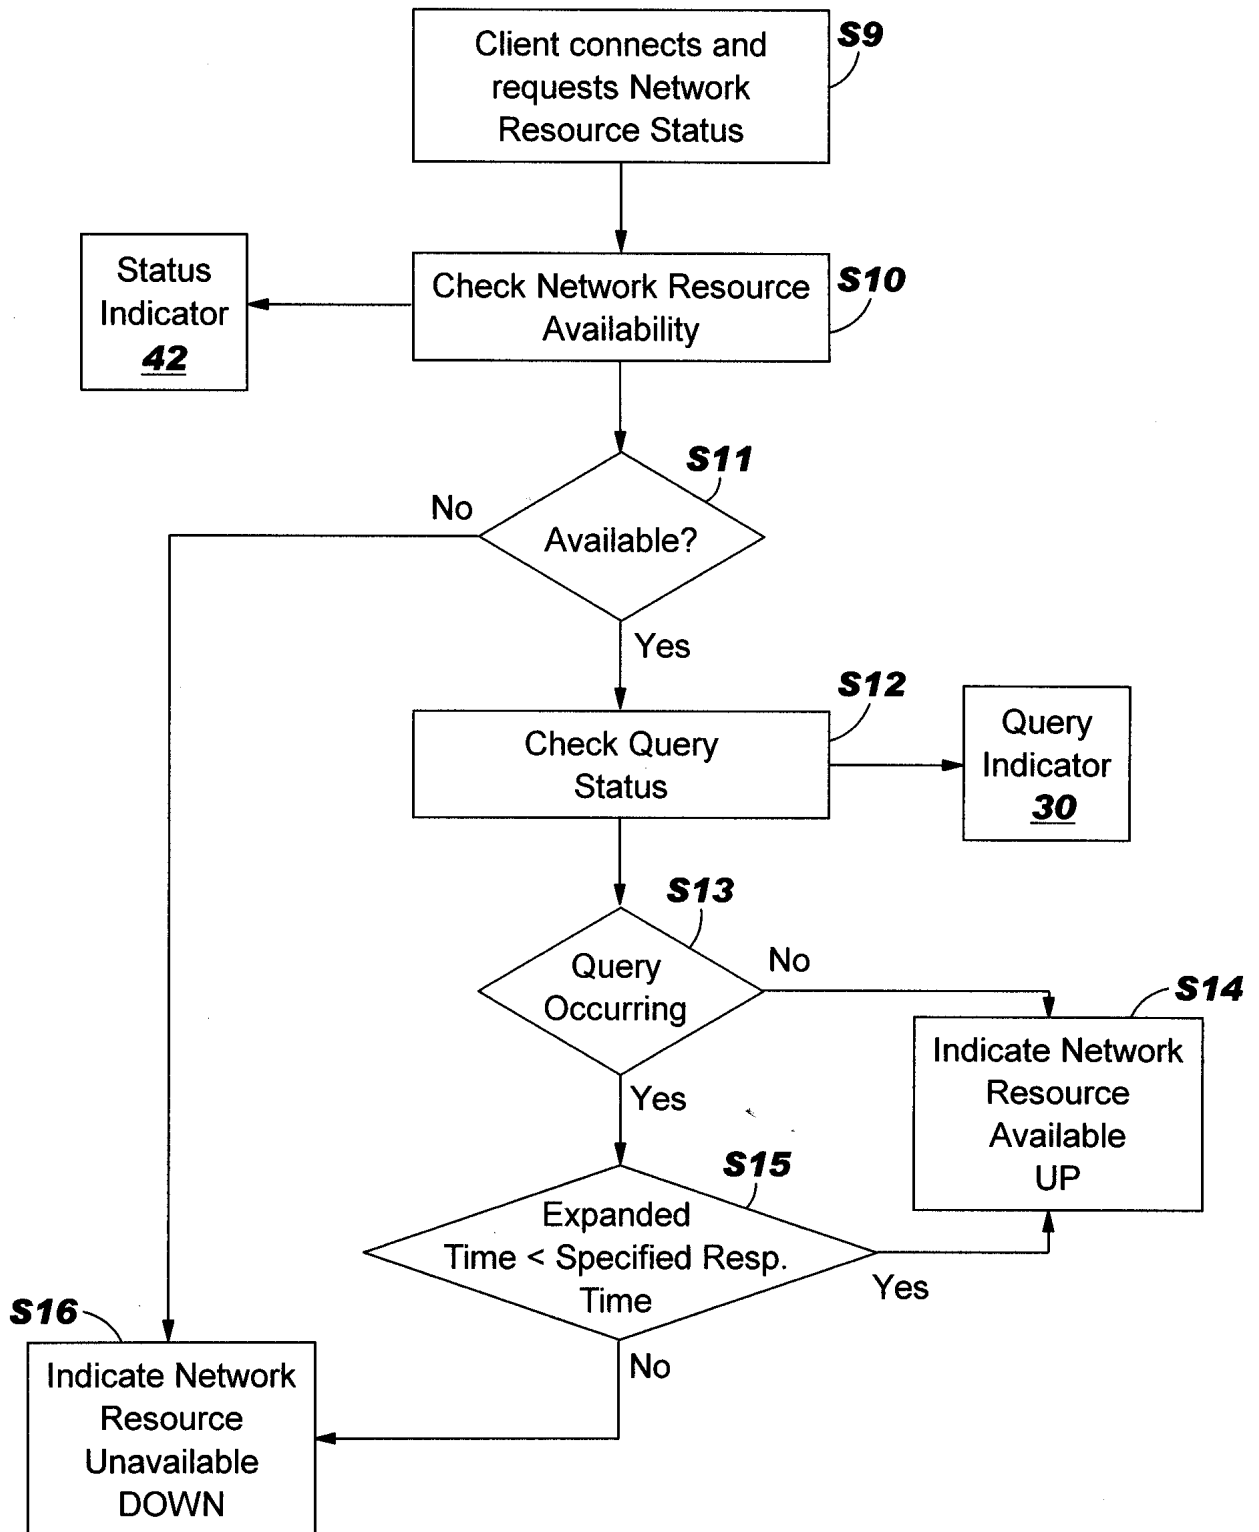 Client connects and
requests Network
Resource Status
S9
Status
Indicator
42
Check Network Resource
Availability
S10
S11
No
Available?
Yes
S12
Check Query
Status
Query
Indicator
30
S13
Query
Occurring
No
S14
Indicate Network
Resource
Available
UP
Yes
S15
Expanded
Time < Specified Resp.
Time
Yes
No
S16
Indicate Network
Resource
Unavailable
DOWN